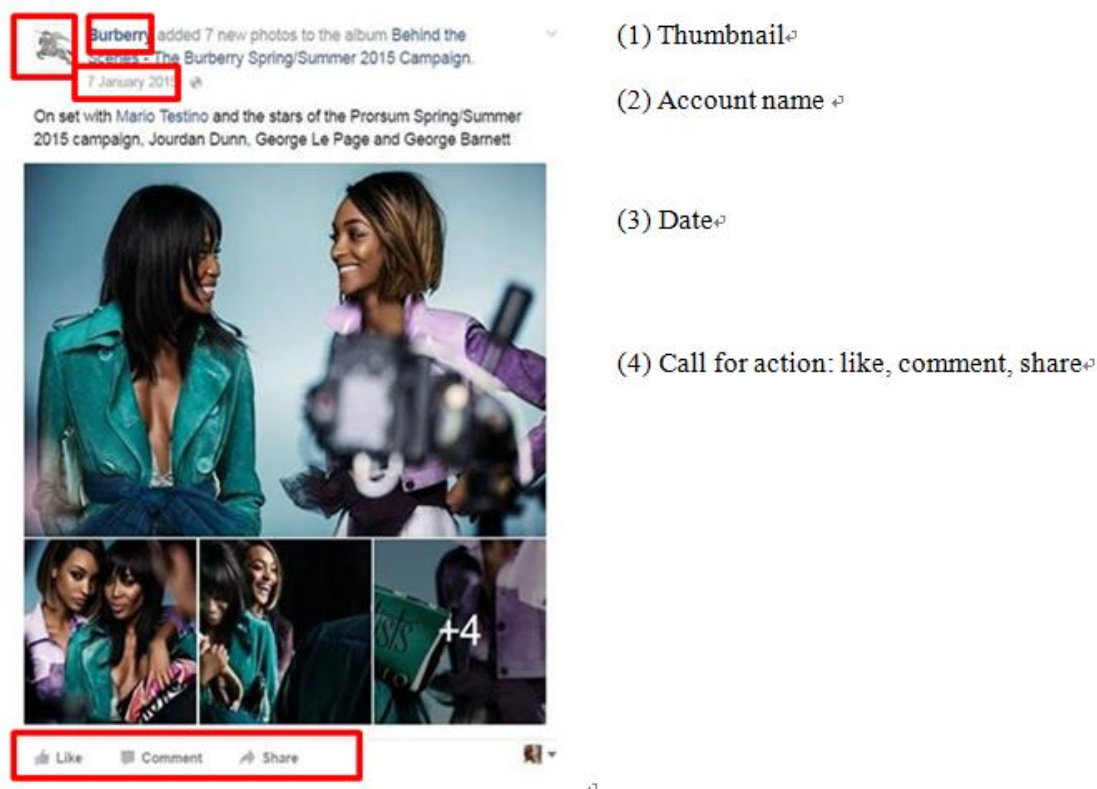 Burberry added 7 new photos to the album Behind the
Scenes - The Burberry Spring/Summer 2015 Campaign.
7 January 2015
On set with Mario Testino and the stars of the Prorsum Spring/Summer
2015 campaign, Jourdan Dunn, George Le Page and George Barnett
+4
Like Comment Share
(1) Thumbnail
(2) Account name
(3) Date
(4) Call for action: like, comment, share